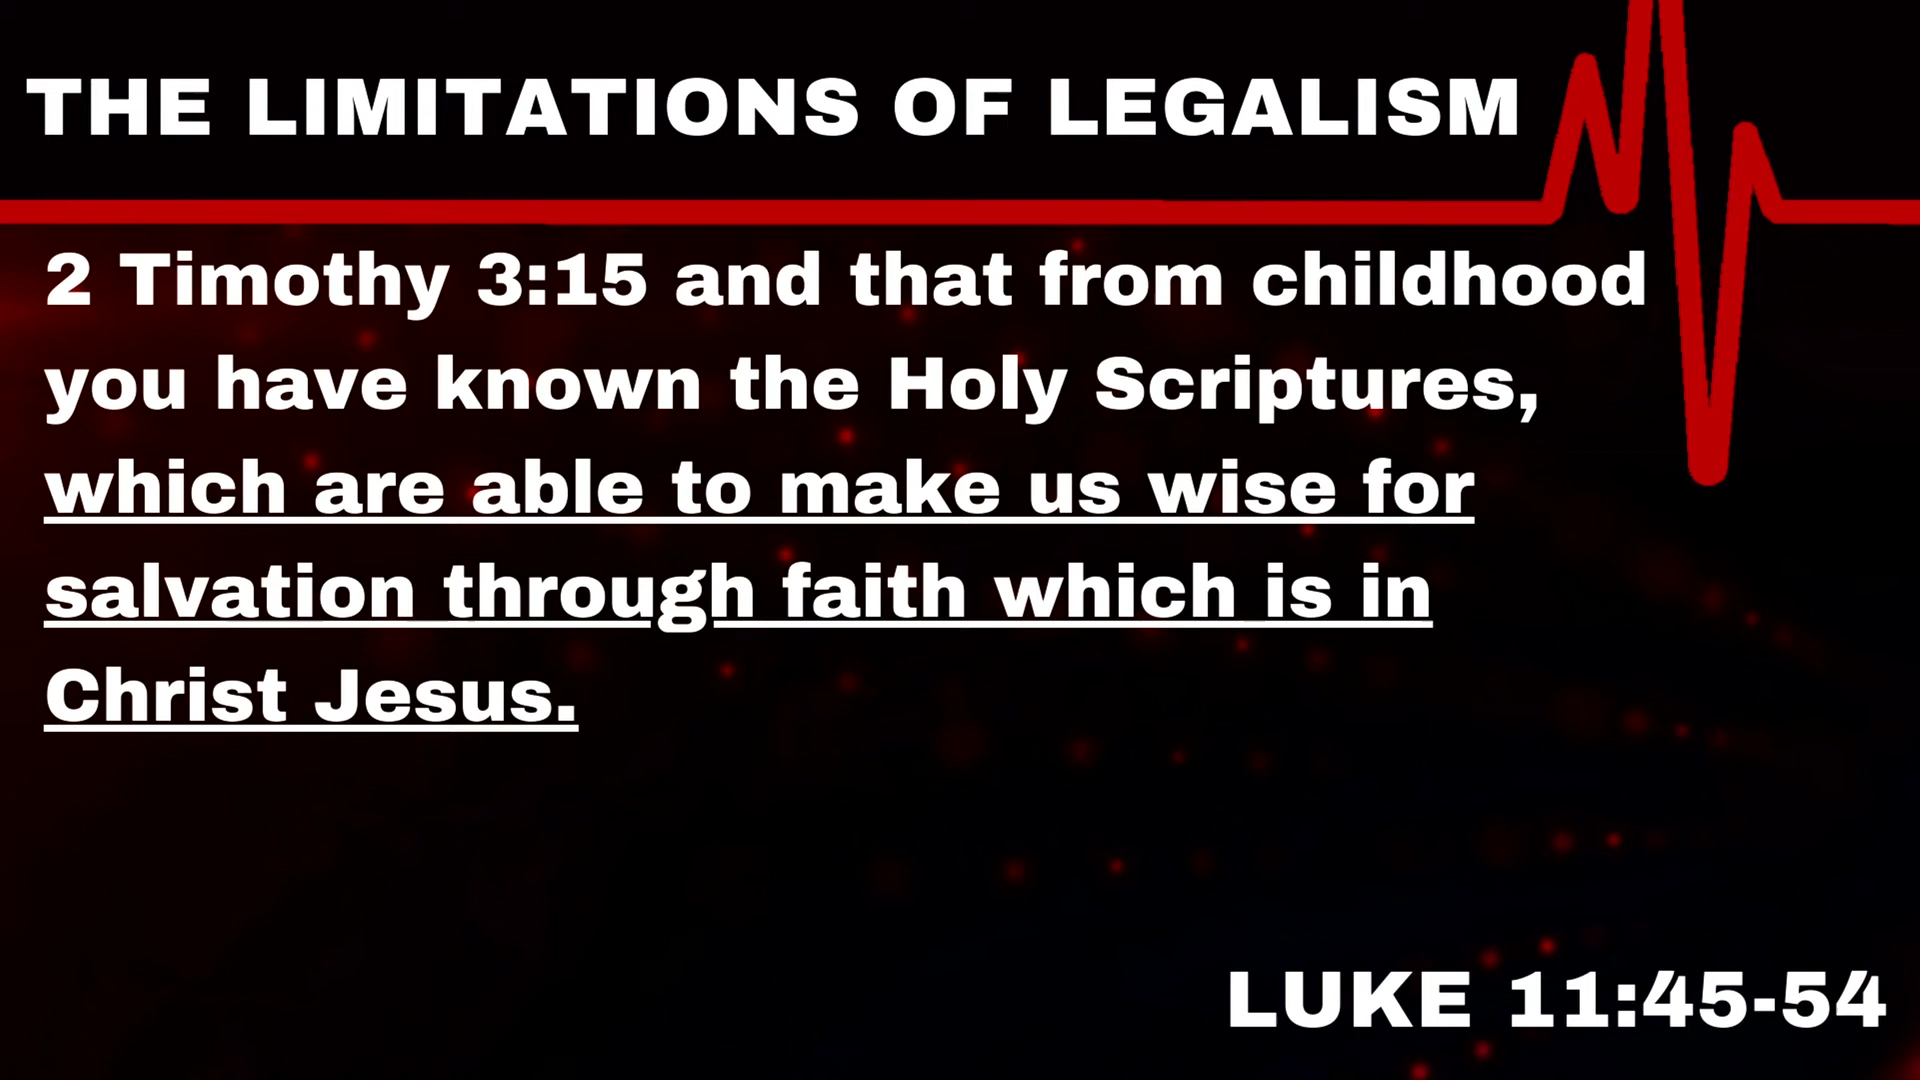 THE LIMITATIONS OF LEGALISM
2 Timothy 3:15 and that from childhood
you have known the Holy Scriptures,
which are able to make us wise for
salvation through faith which is in
Christ Jesus.
LUKE 11:45-54